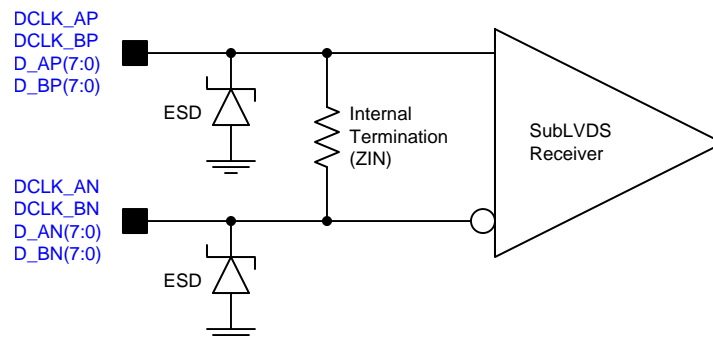 DCLK_AP
DCLK_BP
D_AP(7:0)
D_BP(7:0)
ESD
Internal
Termination
(ZIN)
SubLVDS
Receiver
DCLK_AN
DCLK_BN
D_AN(7:0)
D_BN(7:0)
ESD